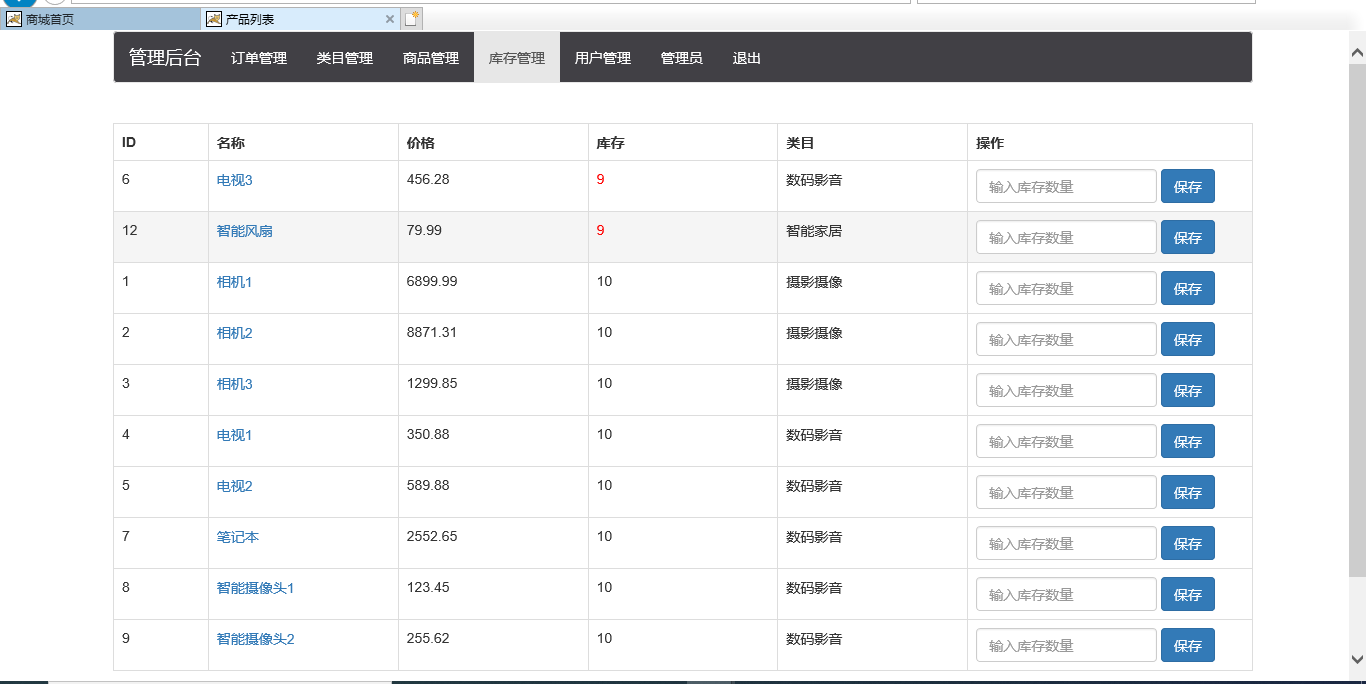 商城首页 产品列表
管理后台 订单管理 类目管理 商品管理 库存管理 用户管理 管理员 退出
ID 名称 价格 库存 类目 操作
6 电视3 456.28 9 数码影音 输入库存数量 保存
12 智能风扇 79.99 9 智能家居 输入库存数量 保存
1 相机1 6899.99 10 摄影摄像 输入库存数量 保存
2 相机2 8871.31 10 摄影摄像 输入库存数量 保存
3 相机3 1299.85 10 摄影摄像 输入库存数量 保存
4 电视1 350.88 10 数码影音 输入库存数量 保存
5 电视2 589.88 10 数码影音 输入库存数量 保存
7 笔记本 2552.65 10 数码影音 输入库存数量 保存
8 智能摄像头1 123.45 10 数码影音 输入库存数量 保存
9 智能摄像头2 255.62 10 数码影音 输入库存数量 保存